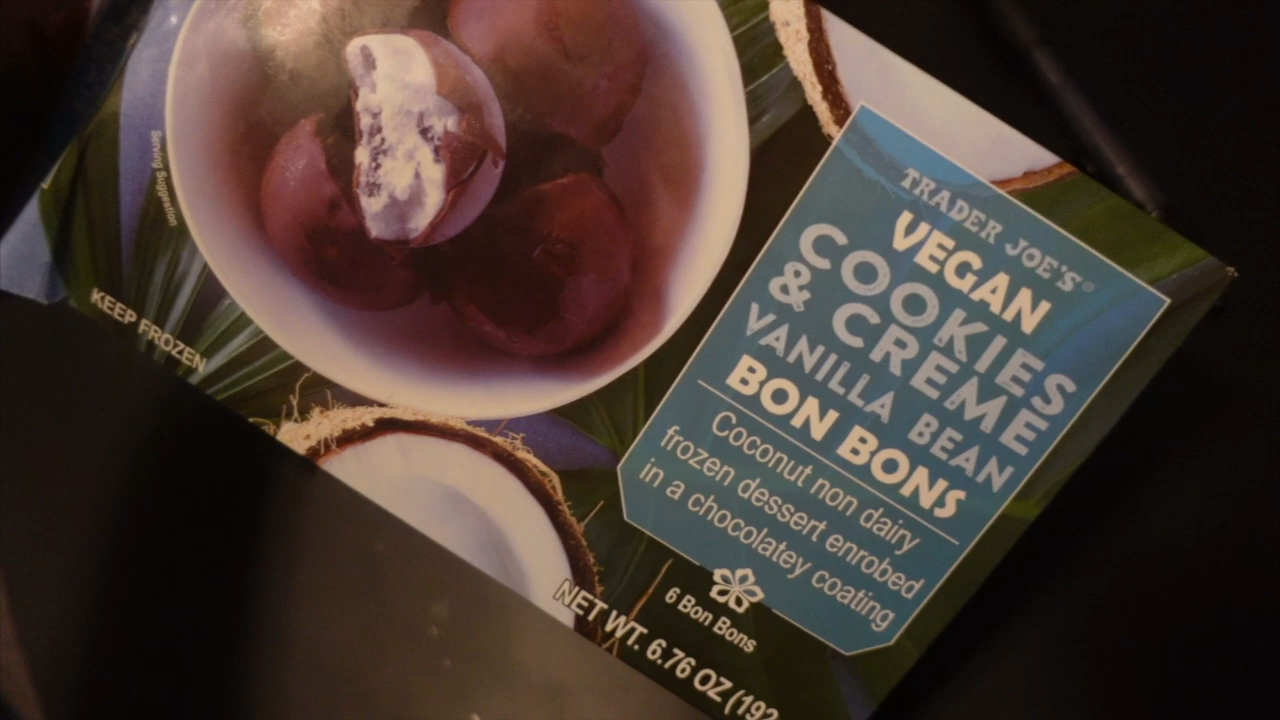 Serving Suggestion
KEEP FROZEN
TRADER JOE'S®
VEGAN
COOKIES
& CREME
VANILLA BEAN
BON BONS
Coconut non dairy
frozen dessert enrobed
in a chocolatey coating
6 Bon Bons
NET WT. 6.76 OZ (192